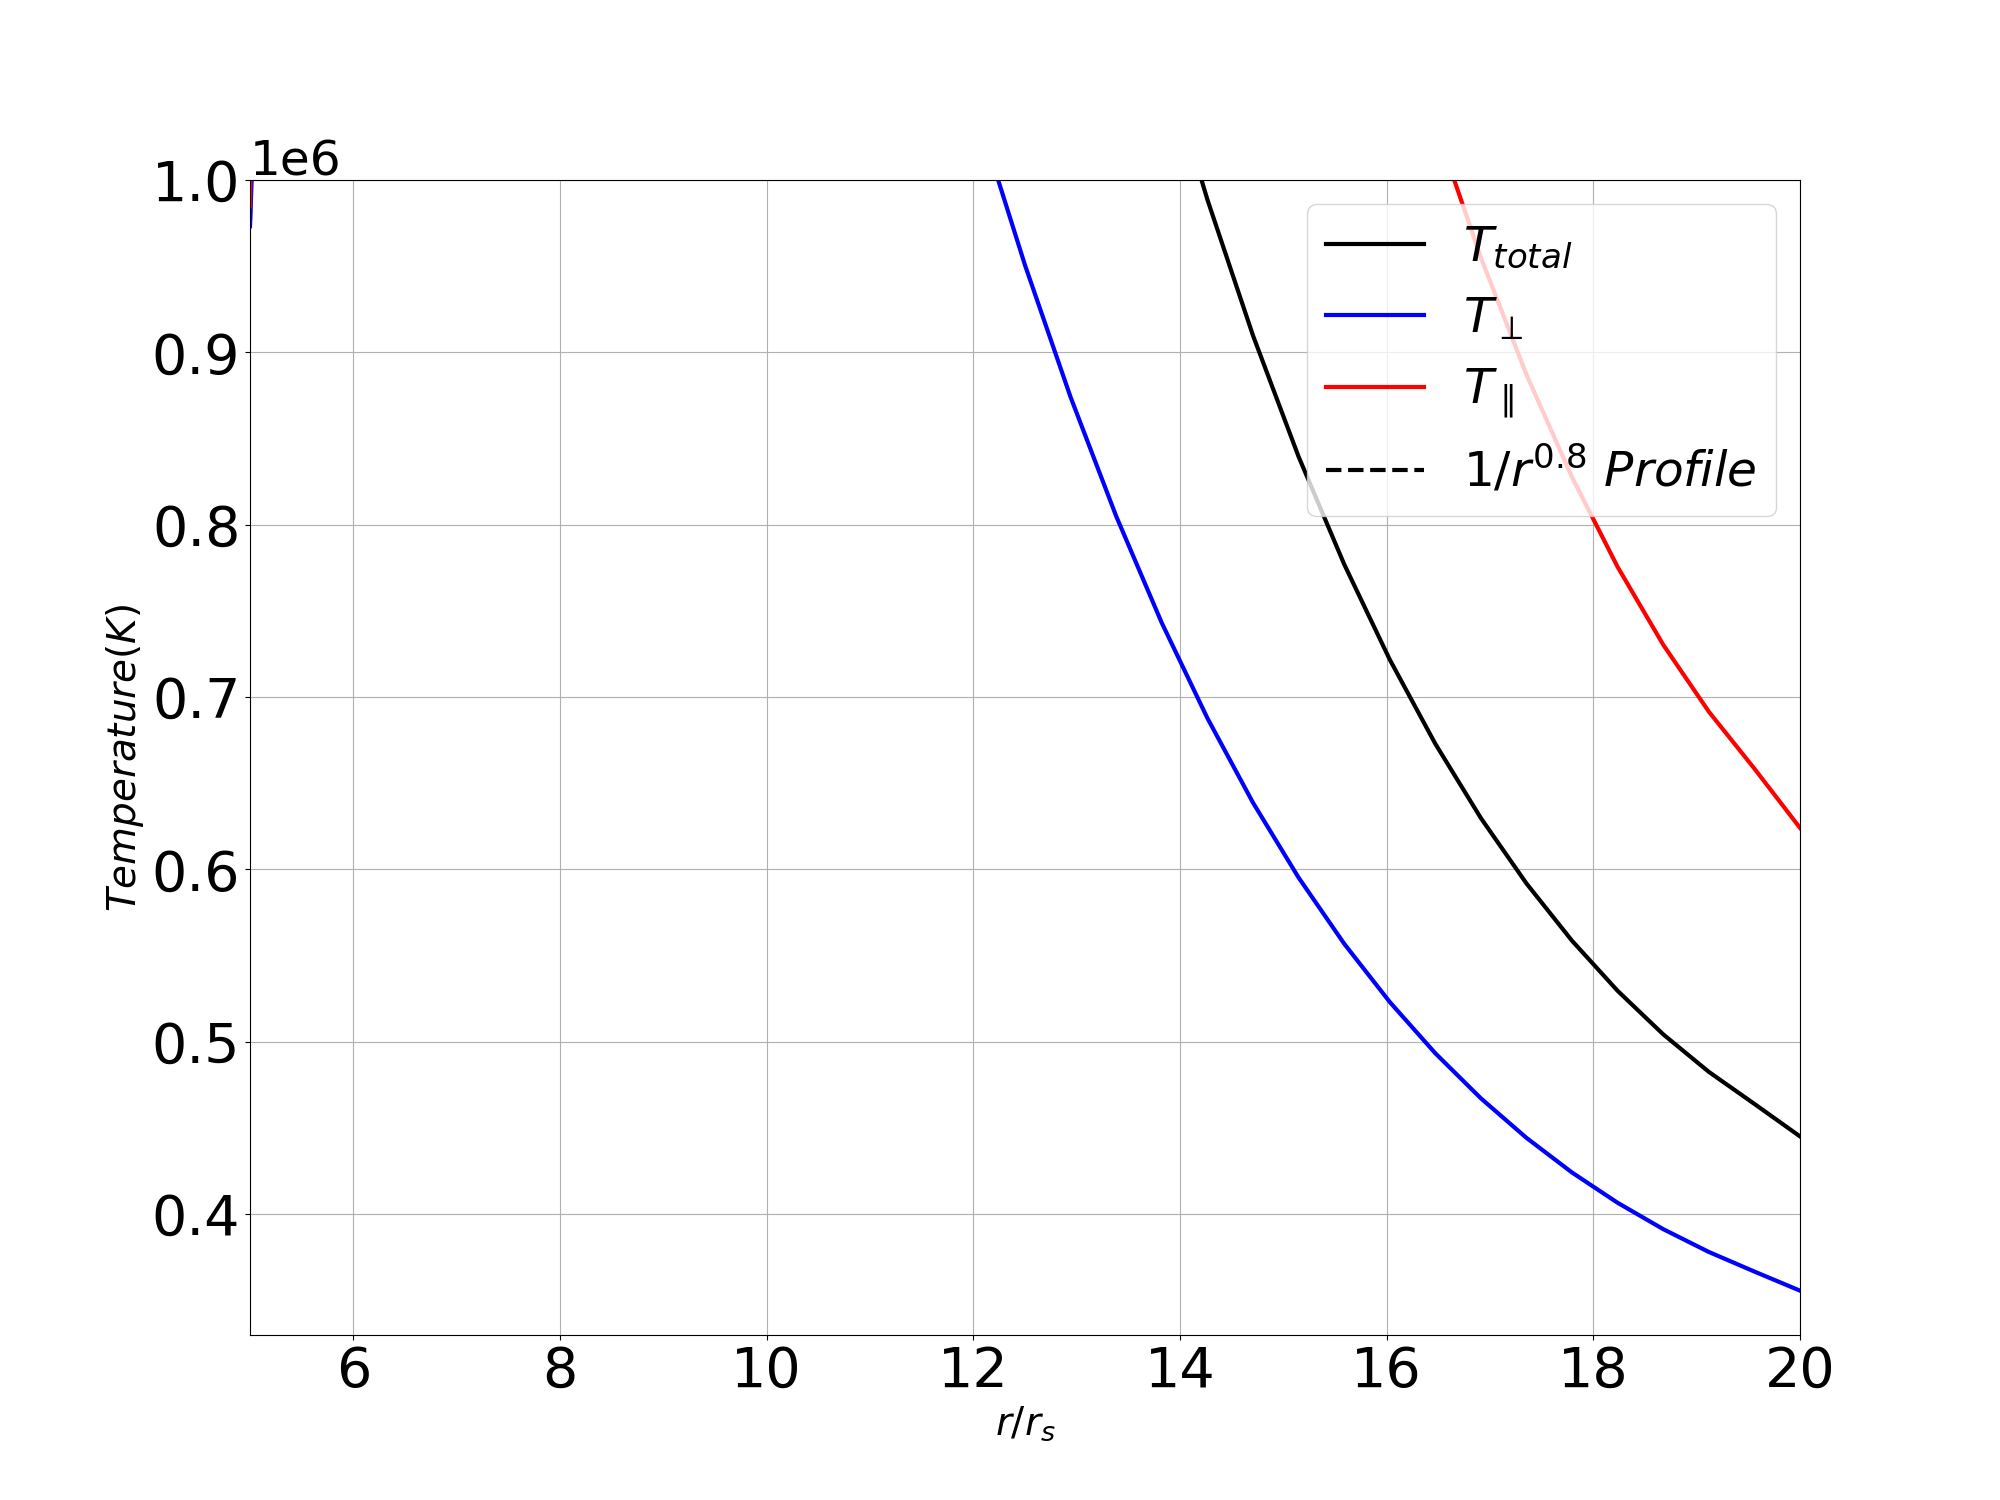 1e6
1.0
0.9
0.8
0.7
0.6
0.5
0.4
Temperature(K)
T_total
T_⊥
T_∥
1/r^0.8 Profile
6 8 10 12 14 16 18 20
r/r_s